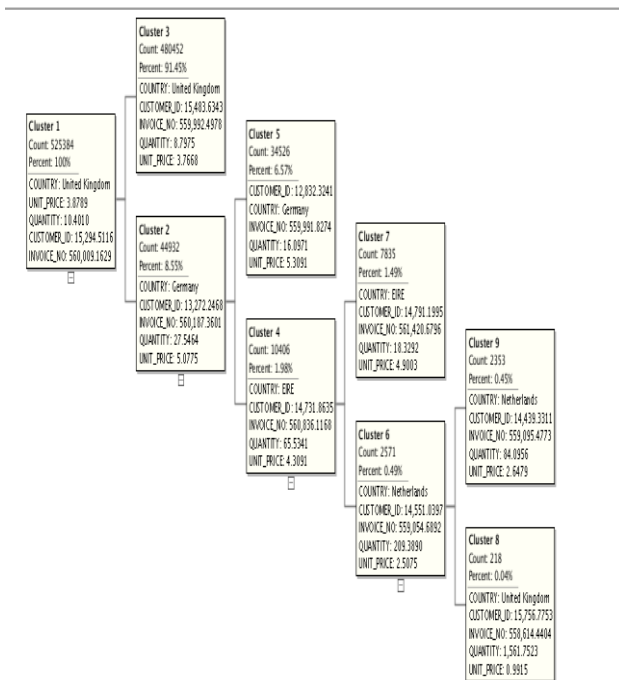 Cluster 1
Count: 525384
Percent: 100%
COUNTRY: United Kingdom
UNIT_PRICE: 3.8789
QUANTITY: 10.4010
CUSTOMER_ID: 15,294.5116
INVOICE_NO: 560,009.1629
Cluster 3
Count: 480452
Percent: 91.45%
COUNTRY: United Kingdom
CUSTOMER_ID: 15,483.6343
INVOICE_NO: 559,992.4978
QUANTITY: 8.7975
UNIT_PRICE: 3.7668
Cluster 2
Count: 44932
Percent: 8.55%
COUNTRY: Germany
CUSTOMER_ID: 13,272.2468
INVOICE_NO: 560,187.3601
QUANTITY: 27.5464
UNIT_PRICE: 5.0775
Cluster 5
Count: 34526
Percent: 6.57%
CUSTOMER_ID: 12,832.3241
COUNTRY: Germany
INVOICE_NO: 559,991.8274
QUANTITY: 16.0971
UNIT_PRICE: 5.3091
Cluster 4
Count: 10406
Percent: 1.98%
COUNTRY: EIRE
CUSTOMER_ID: 14,731.8635
INVOICE_NO: 560,836.1168
QUANTITY: 65.5341
UNIT_PRICE: 4.3091
Cluster 7
Count: 7835
Percent: 1.49%
COUNTRY: EIRE
CUSTOMER_ID: 14,791.1995
INVOICE_NO: 561,420.6796
QUANTITY: 18.3292
UNIT_PRICE: 4.9003
Cluster 6
Count: 2571
Percent: 0.49%
COUNTRY: Netherlands
CUSTOMER_ID: 14,551.0397
INVOICE_NO: 559,054.6892
QUANTITY: 209.3890
UNIT_PRICE: 2.5075
Cluster 9
Count: 2353
Percent: 0.45%
COUNTRY: Netherlands
CUSTOMER_ID: 14,439.3311
INVOICE_NO: 559,095.4773
QUANTITY: 84.0956
UNIT_PRICE: 2.6479
Cluster 8
Count: 218
Percent: 0.04%
COUNTRY: United Kingdom
CUSTOMER_ID: 15,756.7753
INVOICE_NO: 558,614.4404
QUANTITY: 1,561.7523
UNIT_PRICE: 0.9915